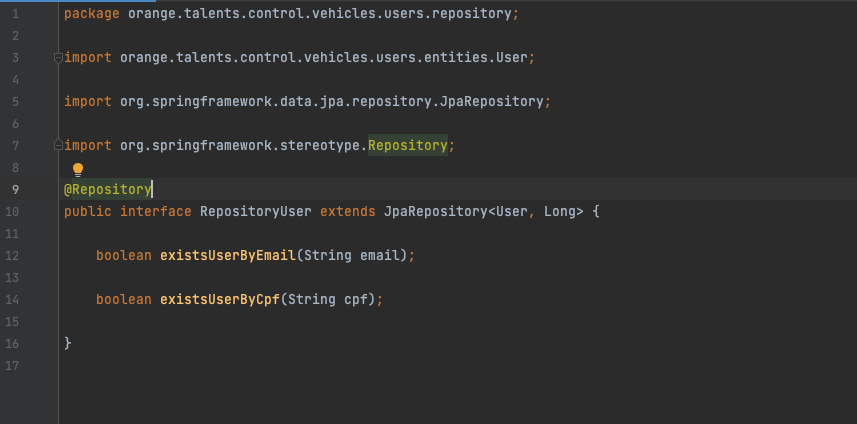 1 package orange.talents.control.vehicles.users.repository;
2
3 import orange.talents.control.vehicles.users.entities.User;
4
5 import org.springframework.data.jpa.repository.JpaRepository;
6
7 import org.springframework.stereotype.Repository;
8
9 @Repository
10 public interface RepositoryUser extends JpaRepository<User, Long> {
11
12 boolean existsUserByEmail(String email);
13
14 boolean existsUserByCpf(String cpf);
15
16 }
17